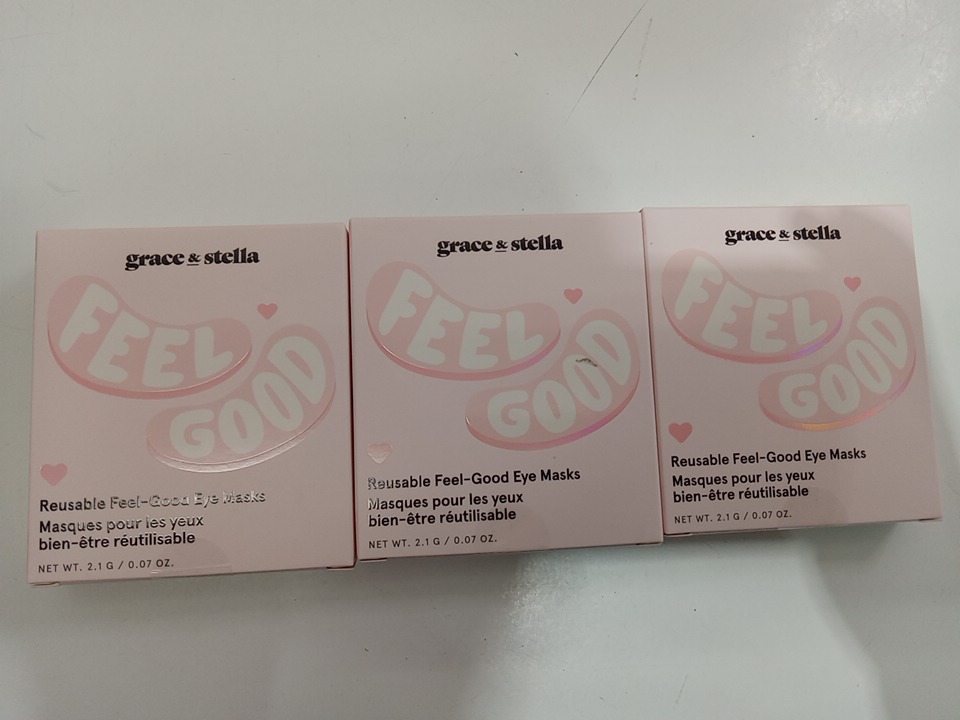 grace & stella
FEEL
GOOD
Reusable Feel-Good Eye Masks
Masques pour les yeux
bien-être réutilisable
NET WT. 2.1 G / 0.07 OZ.
grace & stella
FEEL
GOOD
Reusable Feel-Good Eye Masks
Masques pour les yeux
bien-être réutilisable
NET WT. 2.1 G / 0.07 OZ.
grace & stella
FEEL
GOOD
Reusable Feel-Good Eye Masks
Masques pour les yeux
bien-être réutilisable
NET WT. 2.1 G / 0.07 OZ.